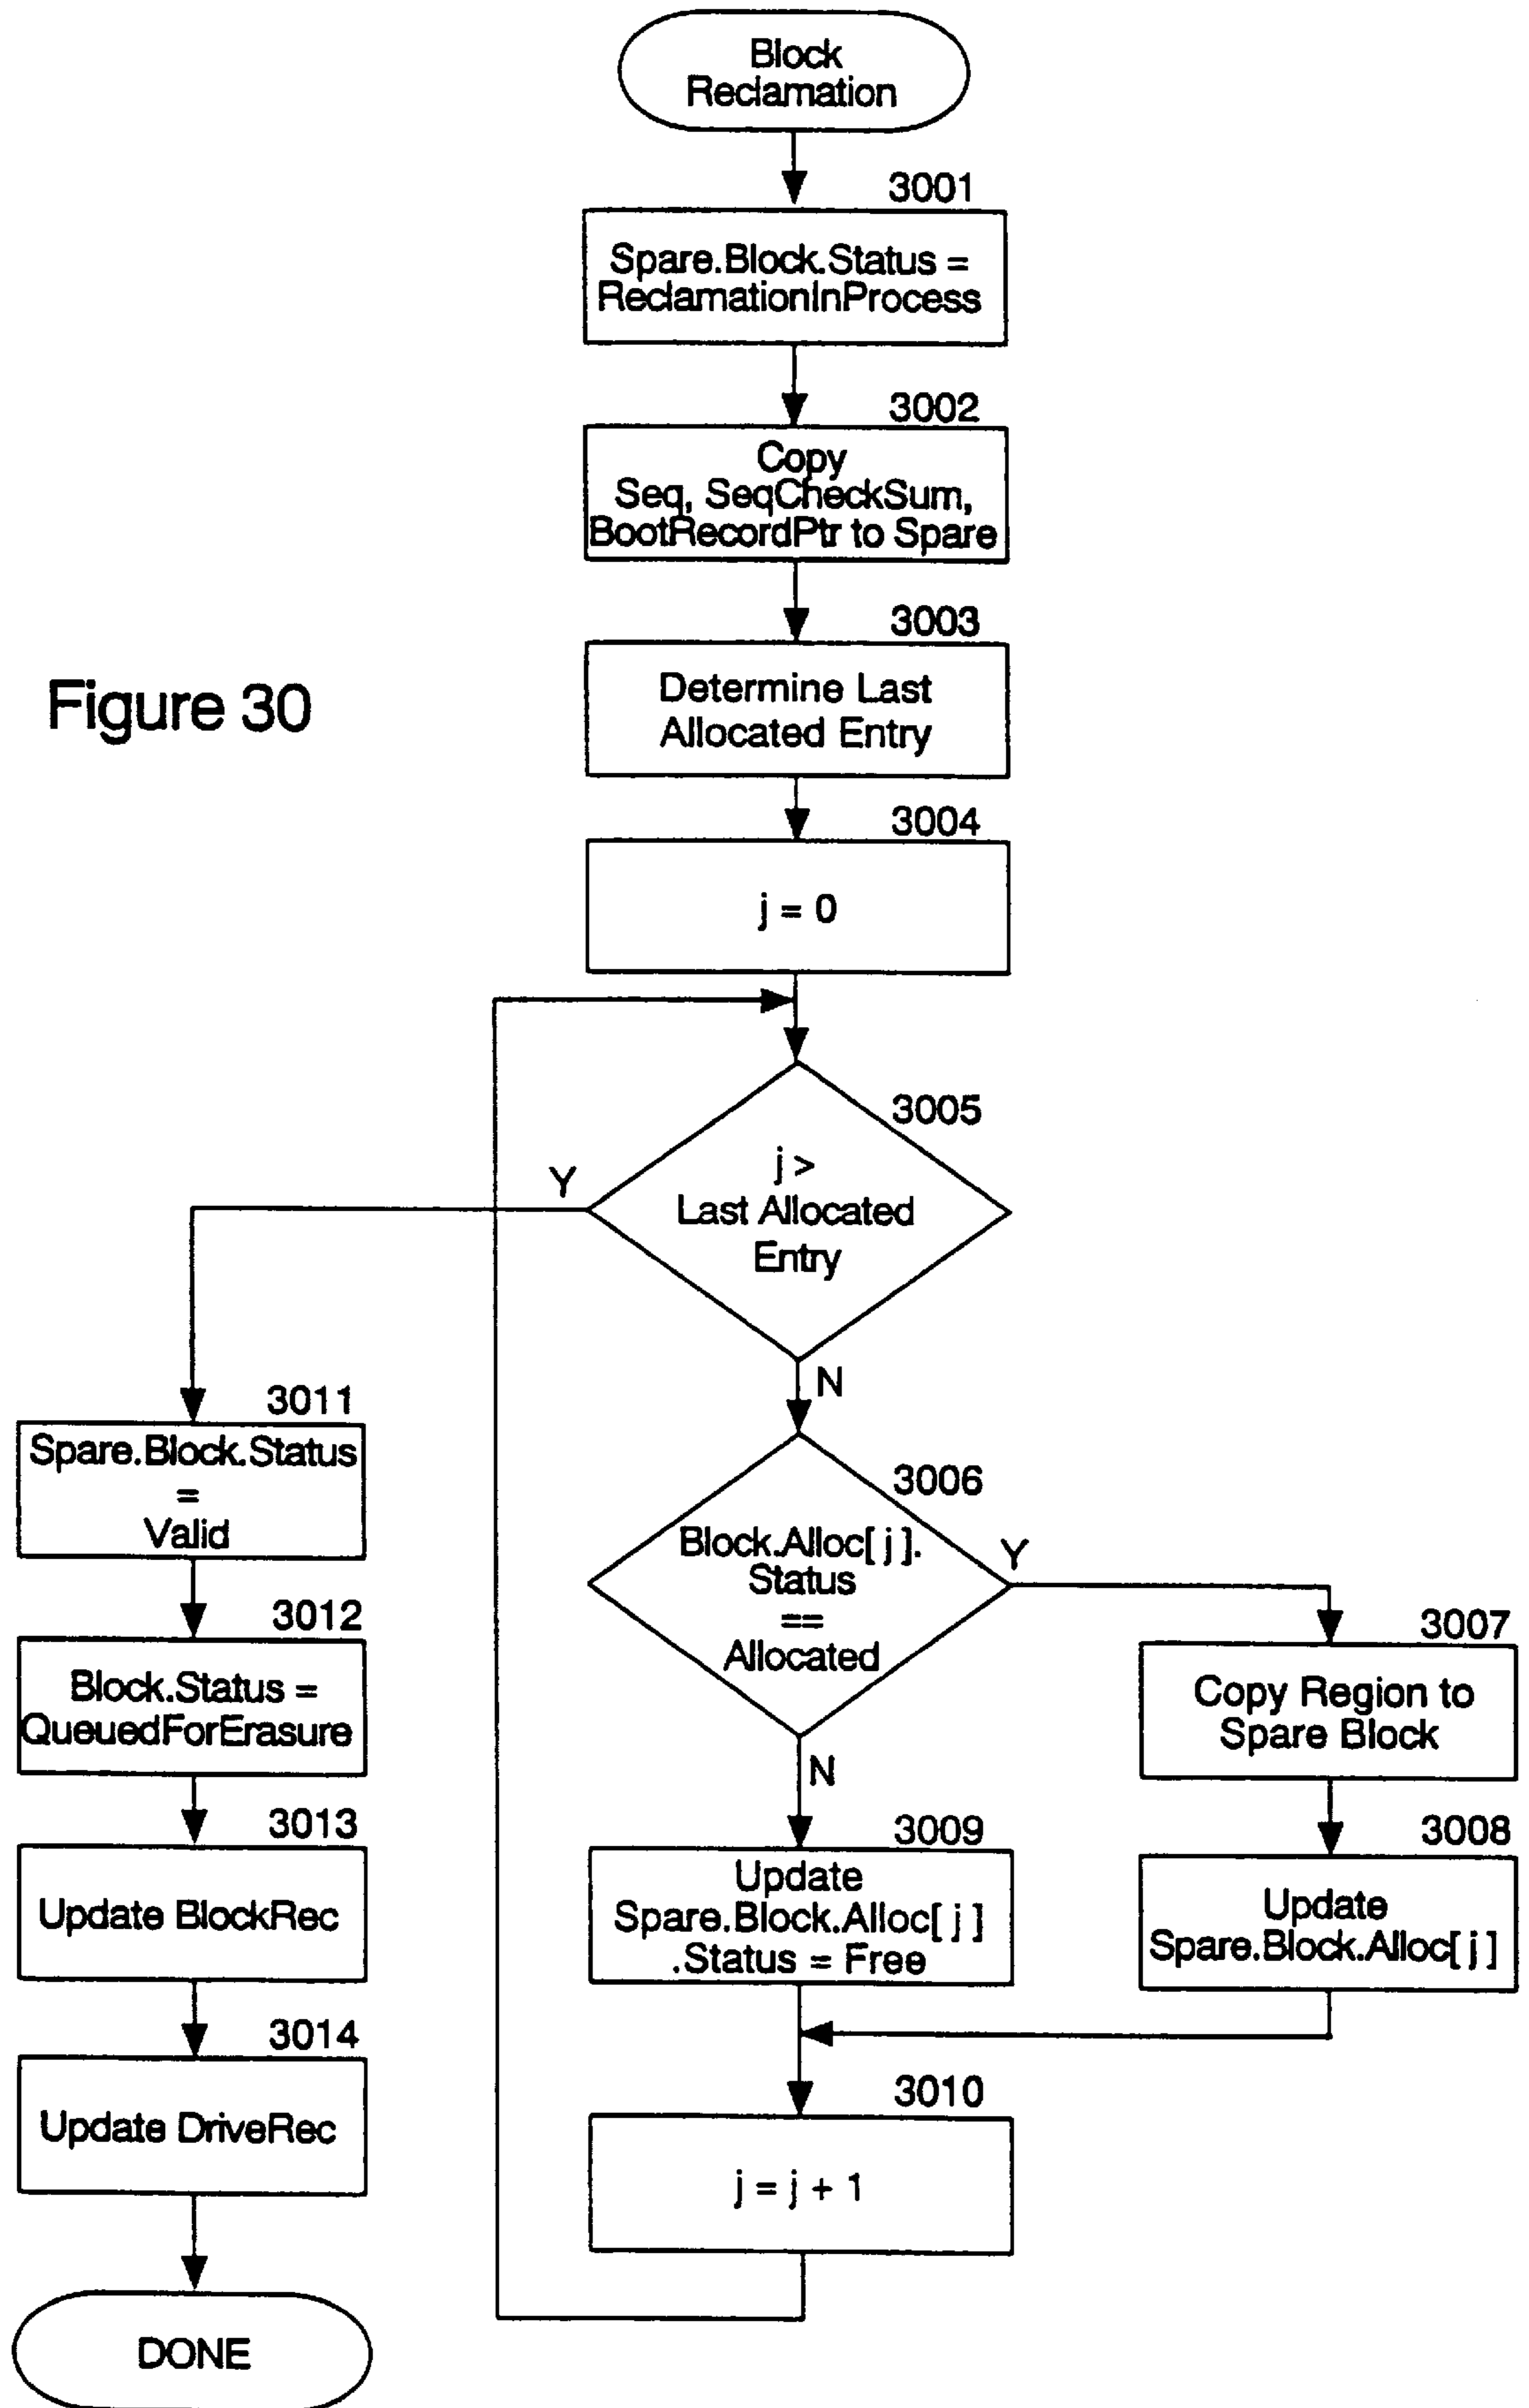 Block
Reclamation
3001
Spare.Block.Status =
ReclamationInProcess
3002
Copy
Seq, SeqCheckSum,
BootRecordPtr to Spare
3003
Determine Last
Allocated Entry
Figure 30
3004
j = 0
3005
j >
Last Allocated
Entry
Y
N
3006
Block.Alloc[ j ].
Status
==
Allocated
Y
N
3007
Copy Region to
Spare Block
3008
Update
Spare.Block.Alloc[ j ]
3009
Update
Spare.Block.Alloc[ j ]
.Status = Free
3010
j = j + 1
3011
Spare.Block.Status
=
Valid
3012
Block.Status =
QueuedForErasure
3013
Update BlockRec
3014
Update DriveRec
DONE